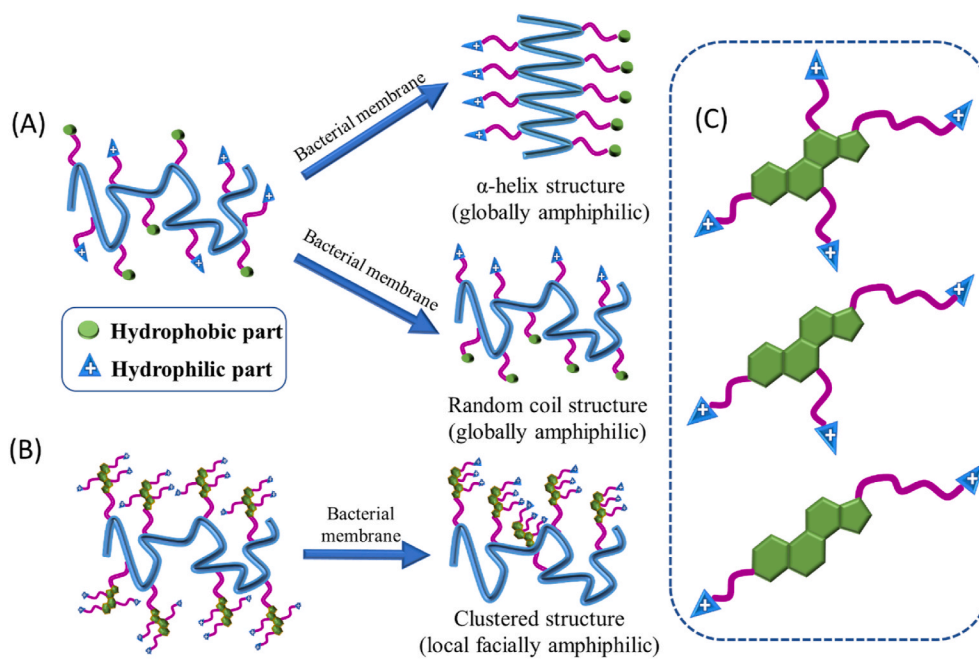 (A)
Bacterial membrane
α-helix structure
(globally amphiphilic)
Bacterial membrane
Hydrophobic part
+ Hydrophilic part
Random coil structure
(globally amphiphilic)
(B)
Bacterial
membrane
Clustered structure
(local facially amphiphilic)
(C)